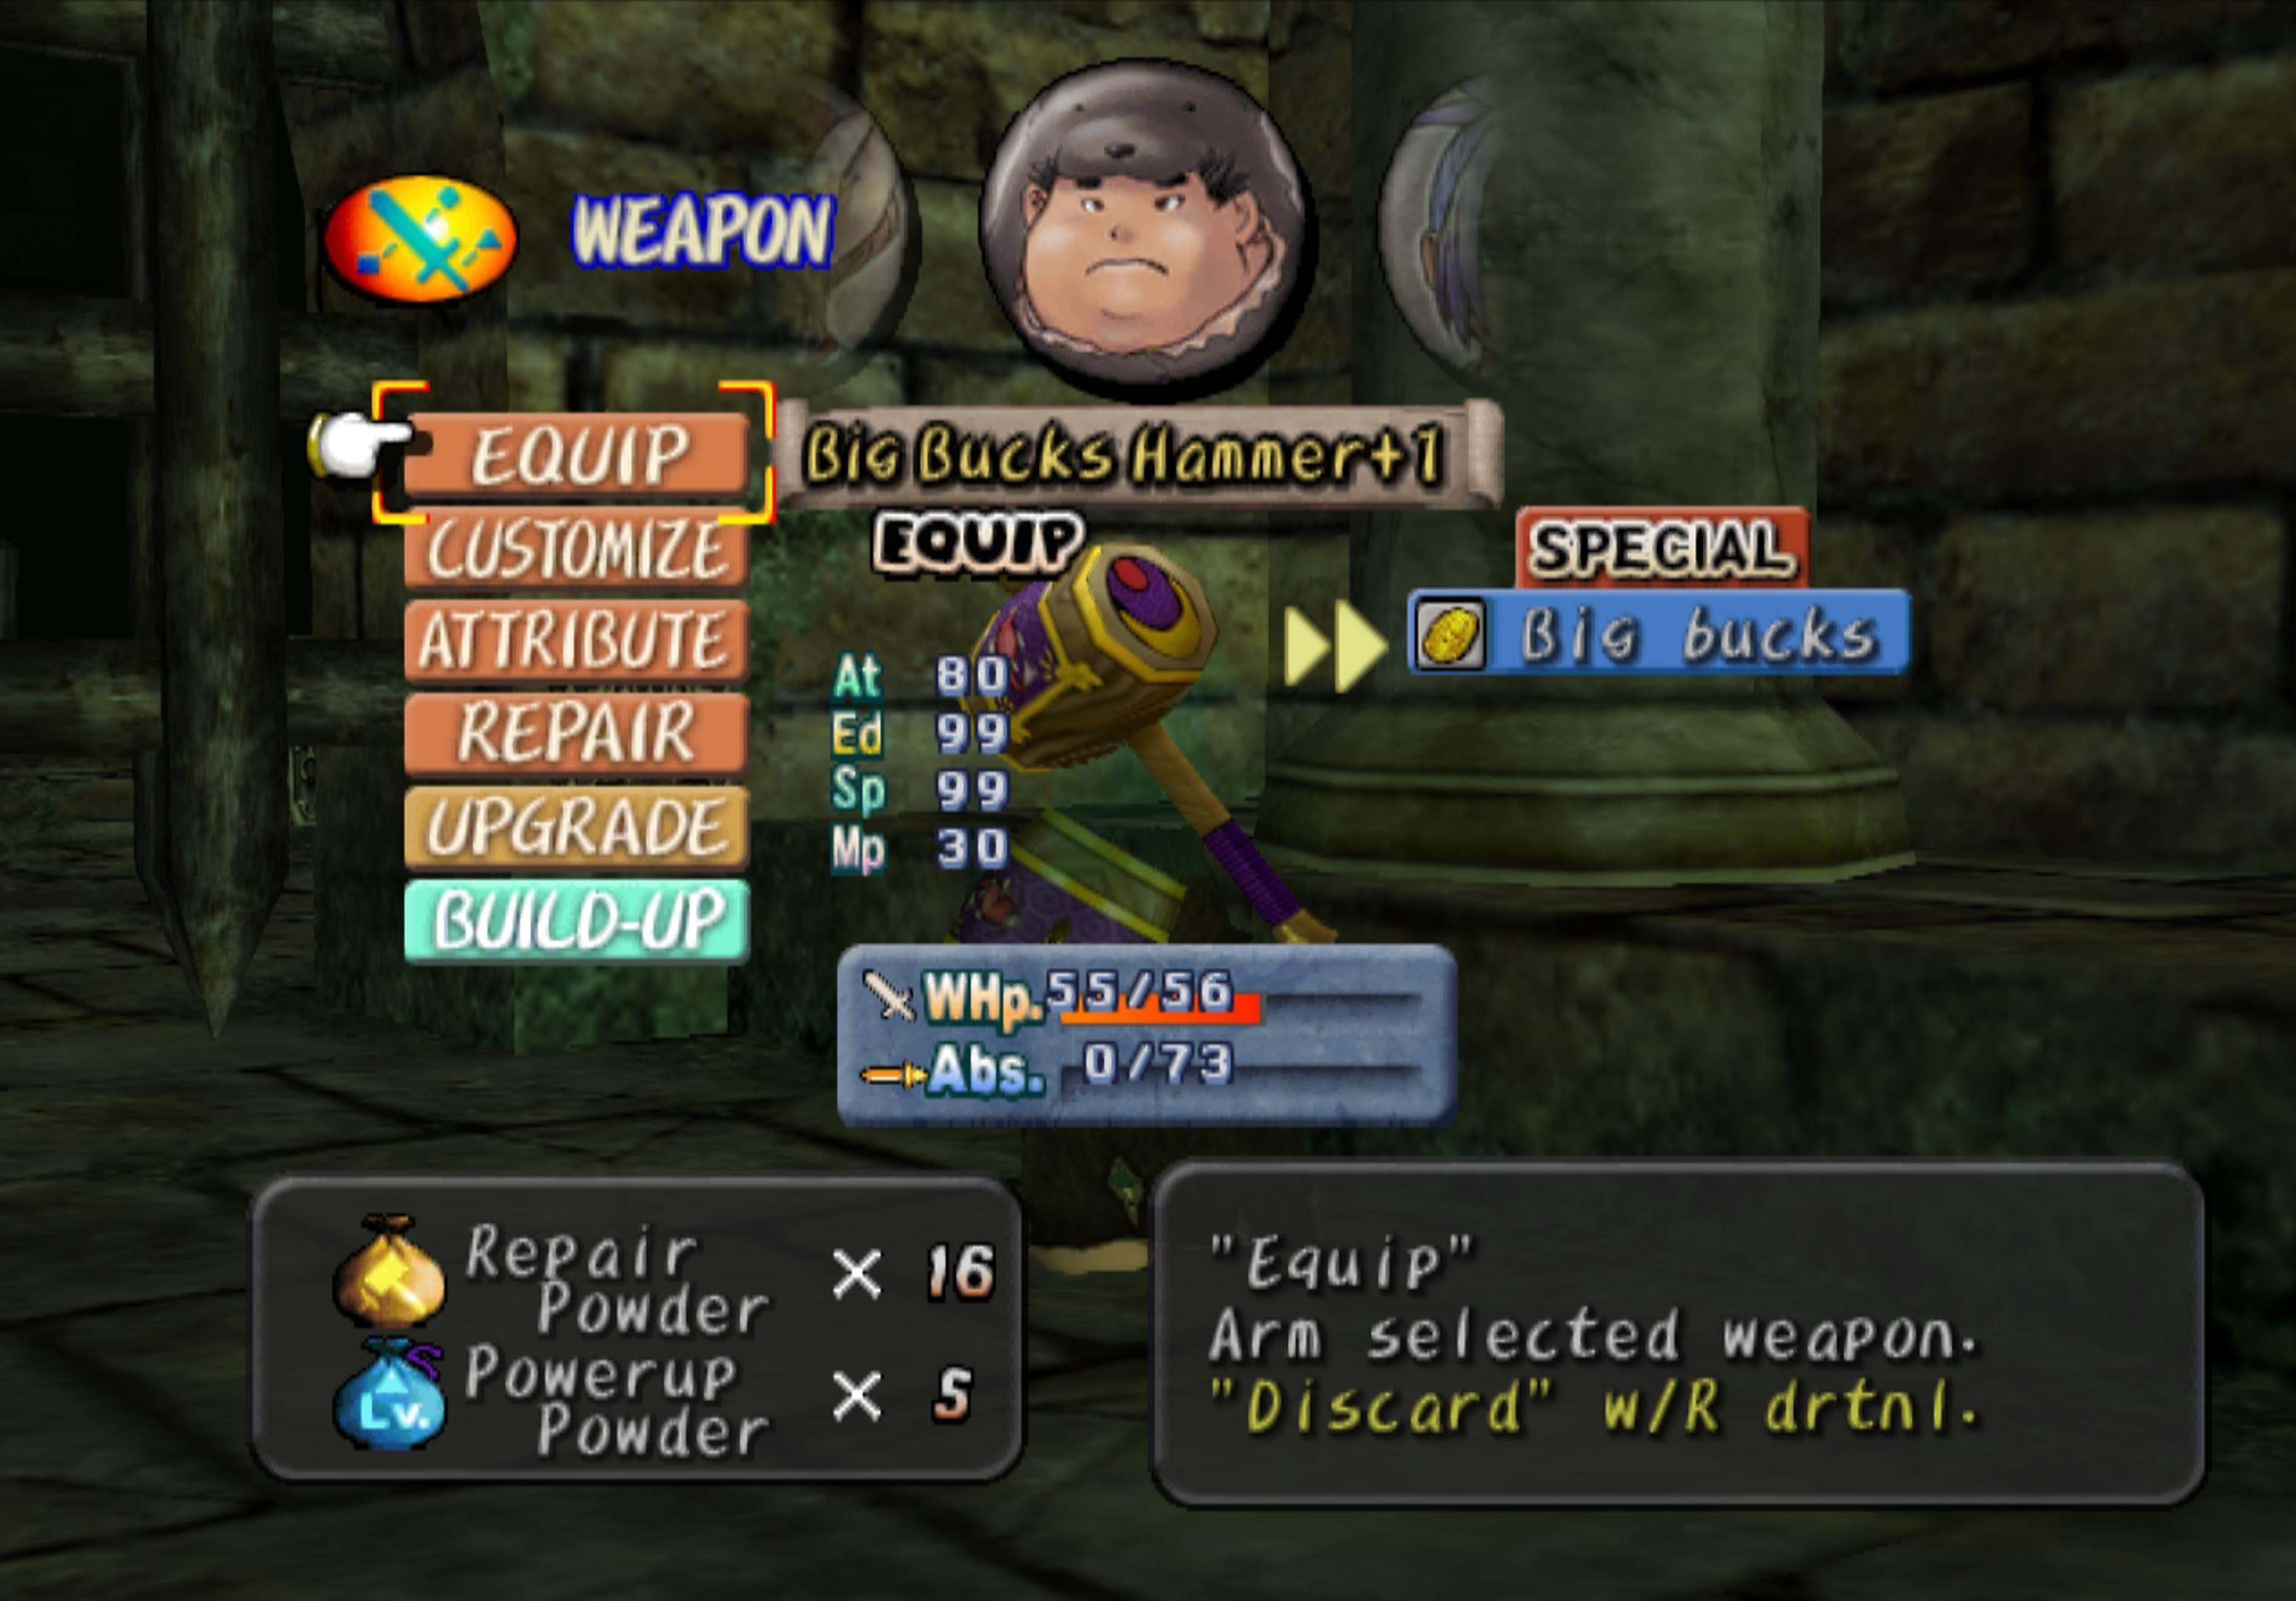 WEAPON
EQUIP
CUSTOMIZE
ATTRIBUTE
REPAIR
UPGRADE
BUILD-UP
Big Bucks Hammer+1
EQUIP
At 80
Ed 99
Sp 99
Mp 30
SPECIAL
Big bucks
WHp. 55/56
Abs. 0/73
Repair
Powder × 16
Lv.
Powerup
Powder × 5
"Equip"
Arm selected weapon.
"Discard" w/R drtnl.